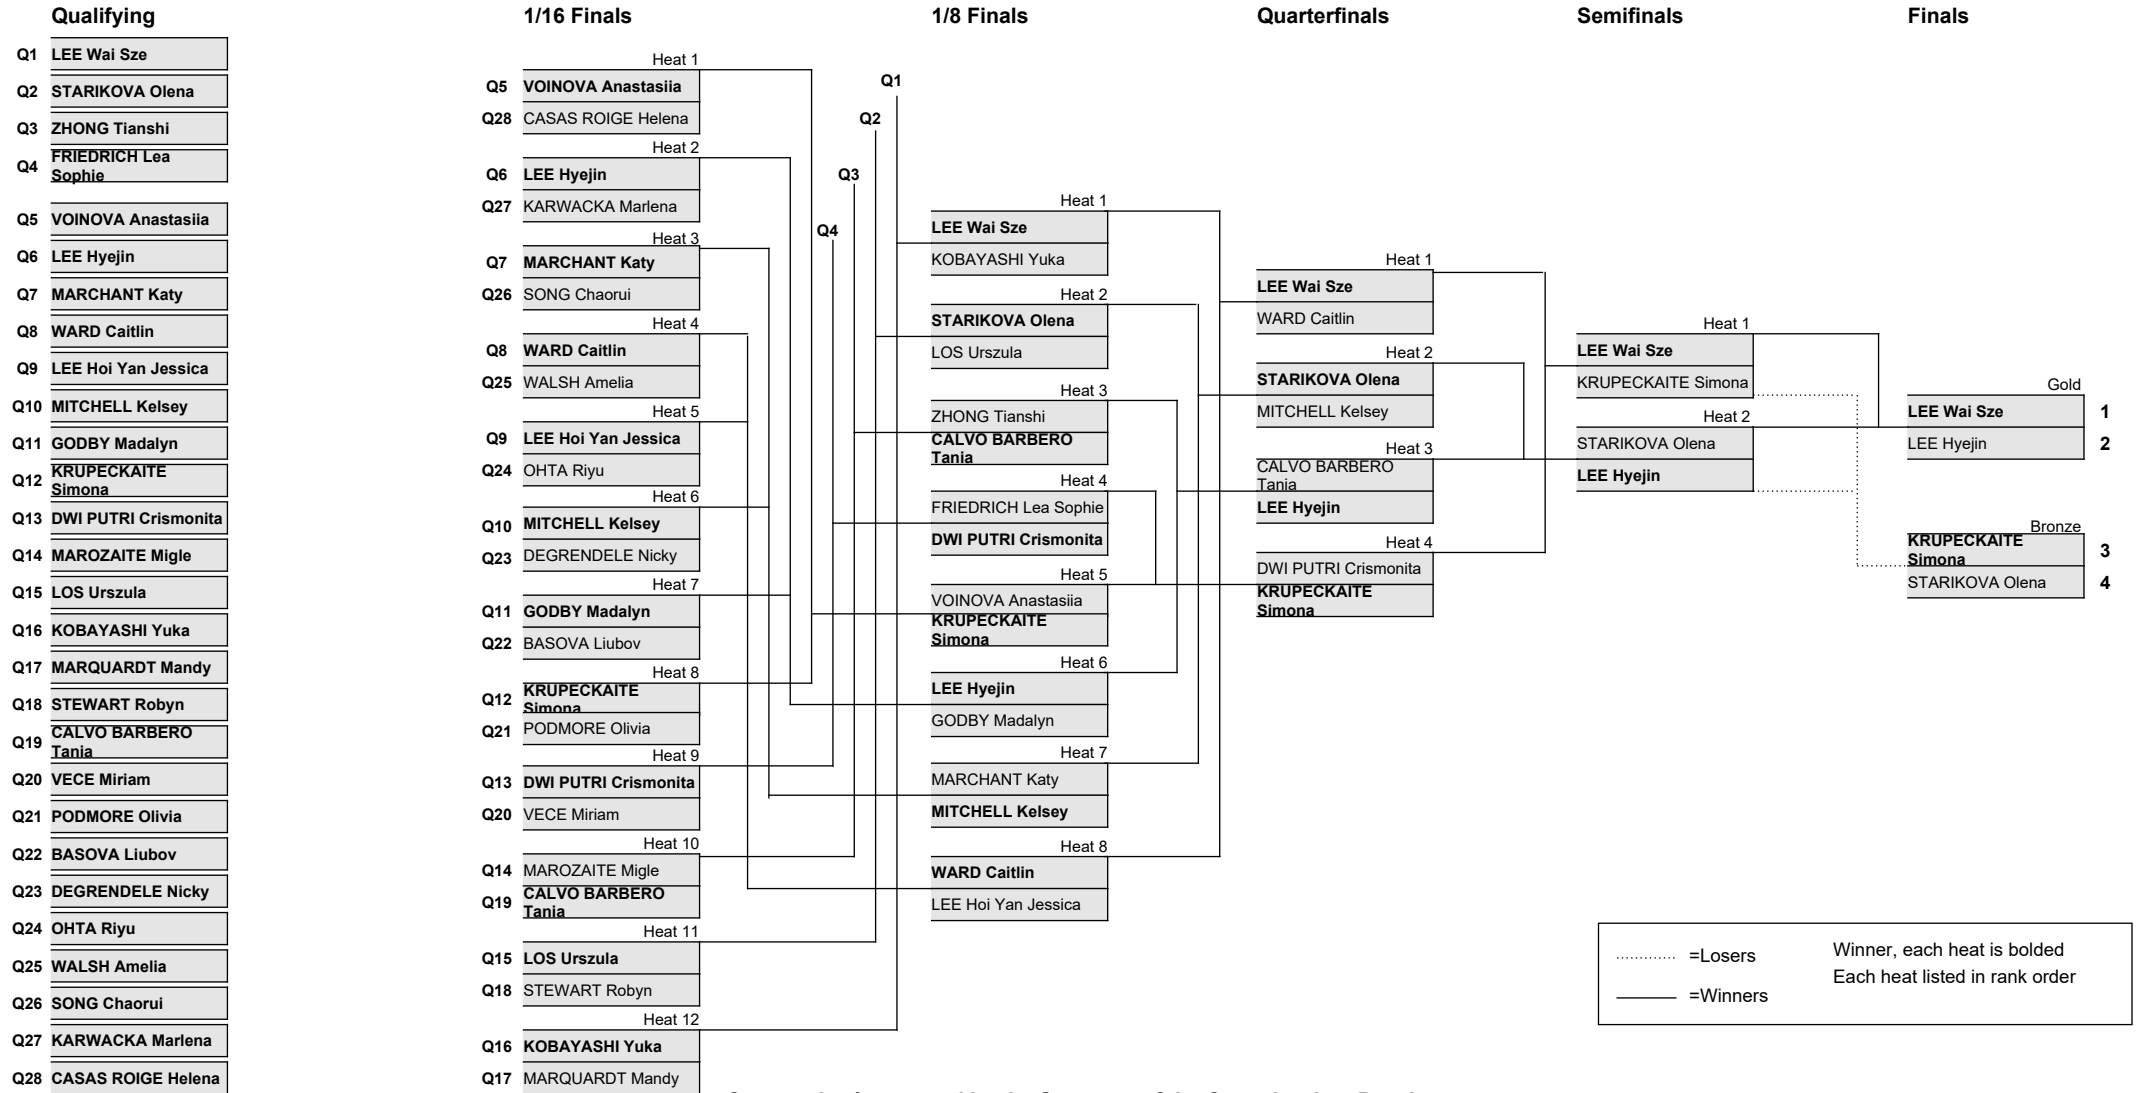 Qualifying
1/16 Finals
1/8 Finals
Quarterfinals
Semifinals
Finals
Q1 LEE Wai Sze
Q2 STARIKOVA Olena
Q3 ZHONG Tianshi
Q4 FRIEDRICH Lea
Sophie
Q5 VOINOVA Anastasiia
Q6 LEE Hyejin
Q7 MARCHANT Katy
Q8 WARD Caitlin
Q9 LEE Hoi Yan Jessica
Q10 MITCHELL Kelsey
Q11 GODBY Madalyn
Q12 KRUPECKAITE
Simona
Q13 DWI PUTRI Crismonita
Q14 MAROZAITE Migle
Q15 LOS Urszula
Q16 KOBAYASHI Yuka
Q17 MARQUARDT Mandy
Q18 STEWART Robyn
Q19 CALVO BARBERO
Tania
Q20 VECE Miriam
Q21 PODMORE Olivia
Q22 BASOVA Liubov
Q23 DEGRENDELE Nicky
Q24 OHTA Riyu
Q25 WALSH Amelia
Q26 SONG Chaorui
Q27 KARWACKA Marlena
Q28 CASAS ROIGE Helena
Heat 1
Q5 VOINOVA Anastasiia
Q28 CASAS ROIGE Helena
Heat 2
Q6 LEE Hyejin
Q27 KARWACKA Marlena
Heat 3
Q7 MARCHANT Katy
Q26 SONG Chaorui
Heat 4
Q8 WARD Caitlin
Q25 WALSH Amelia
Heat 5
Q9 LEE Hoi Yan Jessica
Q24 OHTA Riyu
Heat 6
Q10 MITCHELL Kelsey
Q23 DEGRENDELE Nicky
Heat 7
Q11 GODBY Madalyn
Q22 BASOVA Liubov
Heat 8
Q12 KRUPECKAITE
Simona
Q21 PODMORE Olivia
Heat 9
Q13 DWI PUTRI Crismonita
Q20 VECE Miriam
Heat 10
Q14 MAROZAITE Migle
Q19 CALVO BARBERO
Tania
Heat 11
Q15 LOS Urszula
Q18 STEWART Robyn
Heat 12
Q16 KOBAYASHI Yuka
Q17 MARQUARDT Mandy
Q1
Q2
Q3
Q4
Heat 1
LEE Wai Sze
KOBAYASHI Yuka
Heat 2
STARIKOVA Olena
LOS Urszula
Heat 3
ZHONG Tianshi
CALVO BARBERO
Tania
Heat 4
FRIEDRICH Lea Sophie
DWI PUTRI Crismonita
Heat 5
VOINOVA Anastasiia
KRUPECKAITE
Simona
Heat 6
LEE Hyejin
GODBY Madalyn
Heat 7
MARCHANT Katy
MITCHELL Kelsey
Heat 8
WARD Caitlin
LEE Hoi Yan Jessica
Heat 1
LEE Wai Sze
WARD Caitlin
Heat 2
STARIKOVA Olena
MITCHELL Kelsey
Heat 3
CALVO BARBERO
Tania
LEE Hyejin
Heat 4
DWI PUTRI Crismonita
KRUPECKAITE
Simona
Heat 1
LEE Wai Sze
KRUPECKAITE Simona
Heat 2
STARIKOVA Olena
LEE Hyejin
Gold
LEE Wai Sze 1
LEE Hyejin 2
Bronze
KRUPECKAITE
Simona 3
STARIKOVA Olena 4
=Losers
=Winners
Winner, each heat is bolded
Each heat listed in rank order